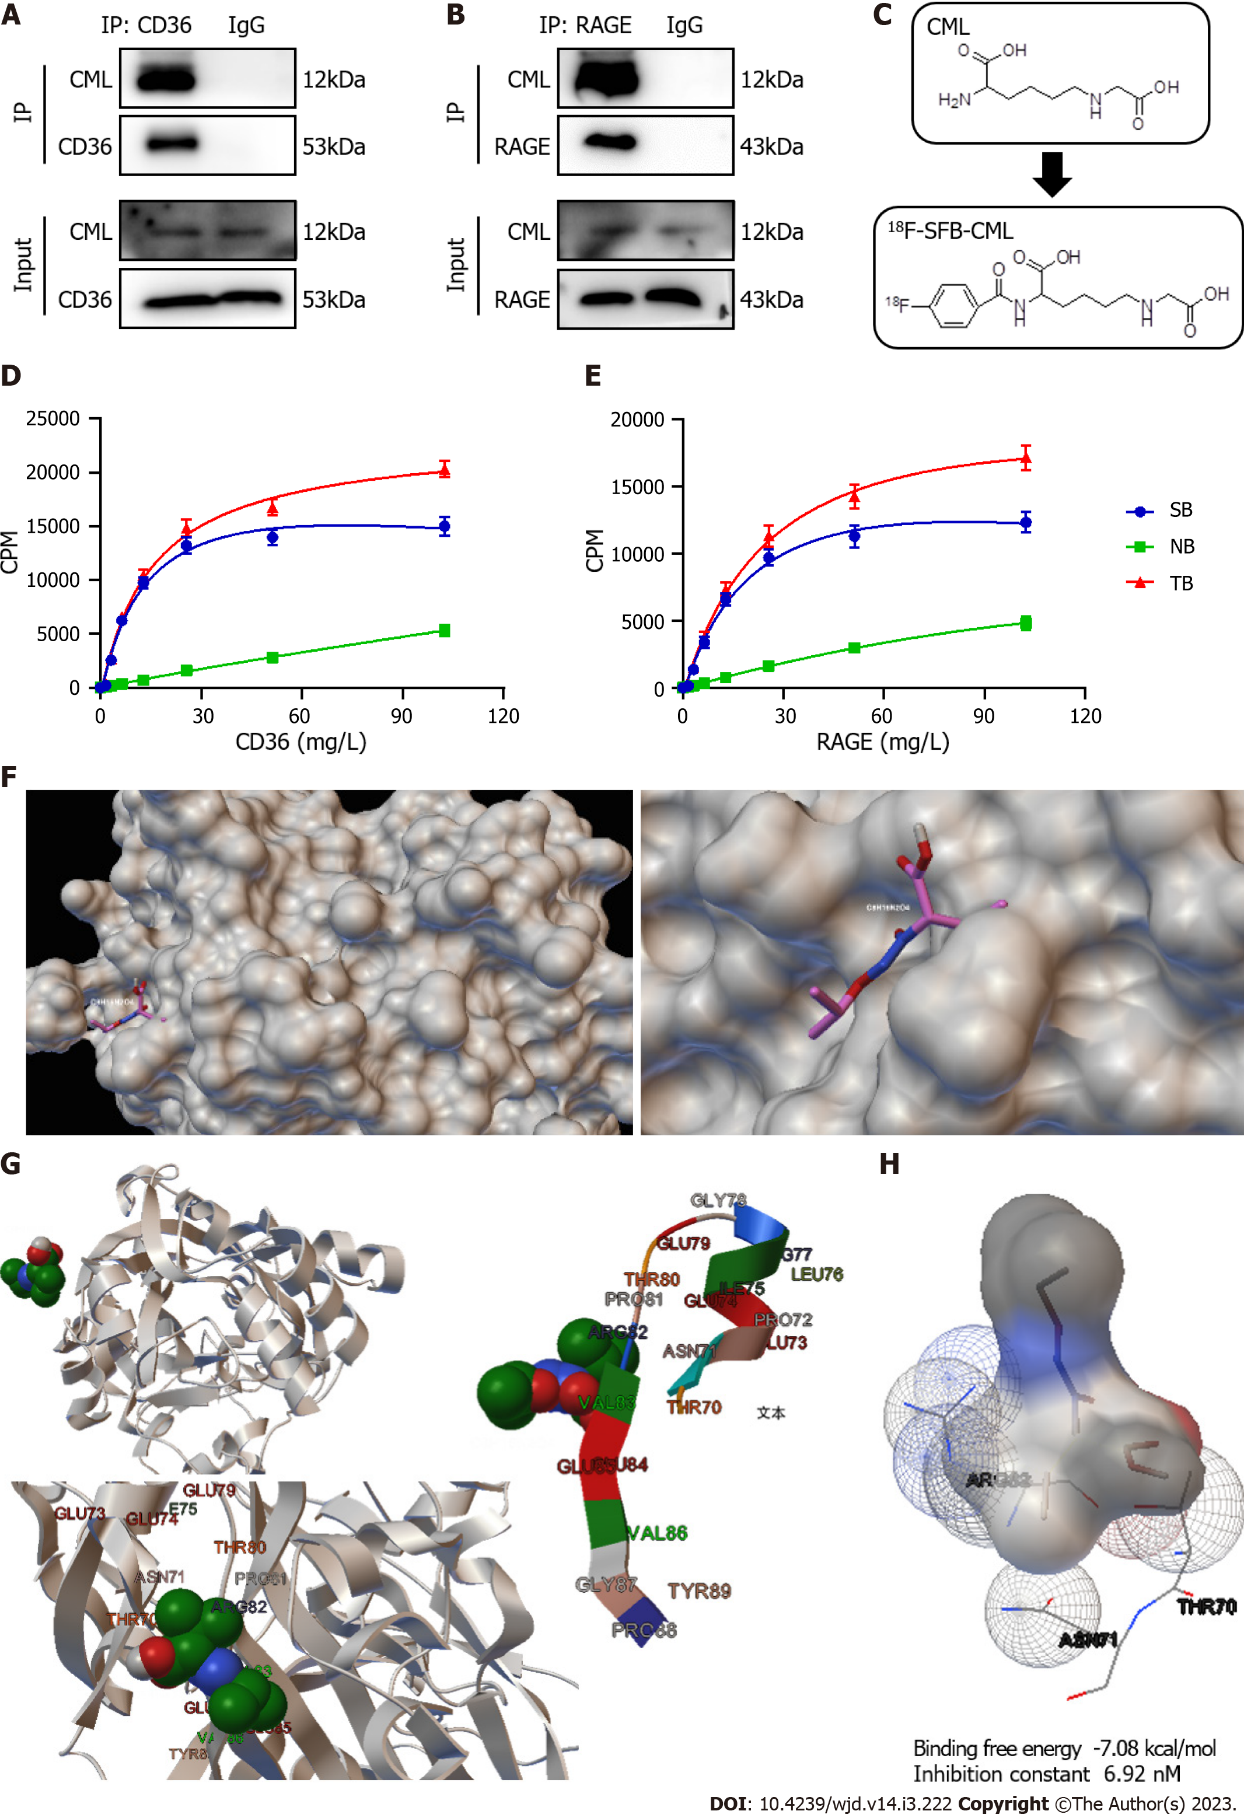 A
IP: CD36 IgG
IP
CML 12kDa
CD36 53kDa
Input
CML 12kDa
CD36 53kDa
B
IP: RAGE IgG
IP
CML 12kDa
RAGE 43kDa
Input
CML 12kDa
RAGE 43kDa
C
CML
O OH
H2N N H OH O
18F-SFB-CML
O O OH
18F N H N H OH O
D
25000
20000
15000
10000
5000
0
CPM
0 30 60 90 120
CD36 (mg/L)
E
20000
15000
10000
5000
0
CPM
0 30 60 90 120
RAGE (mg/L)
SB
NB
TB
F
G
GLU79
GLU73
GLU74 E75
THR80
ASN71 PRO81
THR70 ARG82
GLY78
GLU79
G77
LEU76
THR80
ILE75
PRO81
GLU74
PRO72
ARG82
LU73
ASN71
VAL83
THR70
文本
VAL86
GLY87
TYR89
PRO88
H
ARG82
THR70
ASN71
Binding free energy -7.08 kcal/mol
Inhibition constant 6.92 nM
DOI: 10.4239/wjd.v14.i3.222 Copyright ©The Author(s) 2023.